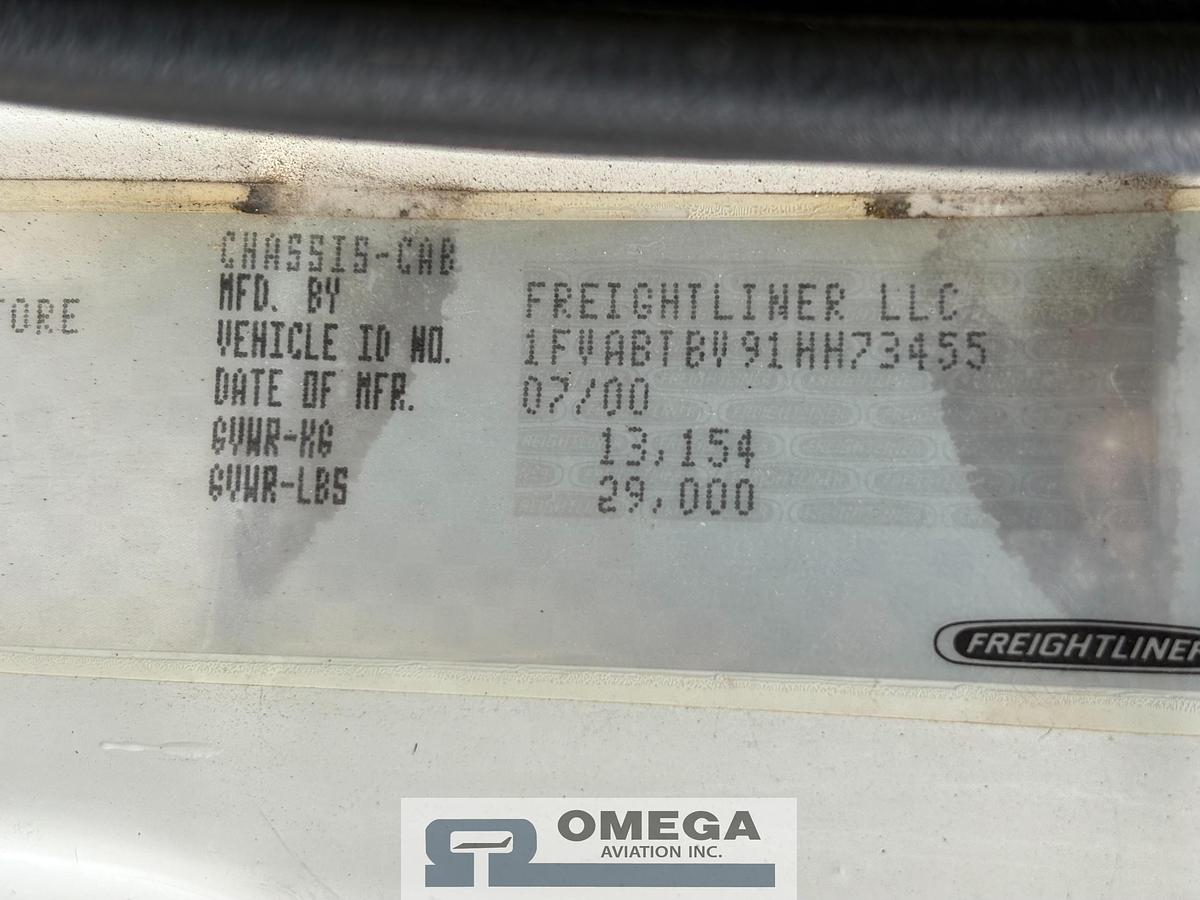 TORE
CHASSIS-CAB
MFD. BY FREIGHTLINER LLC
VEHICLE ID NO. 1FVABTBV91HH73455
DATE OF MFR. 07/00
GVWR-KG 13,154
GVWR-LBS 29,000
FREIGHTLINER
OMEGA
AVIATION INC.